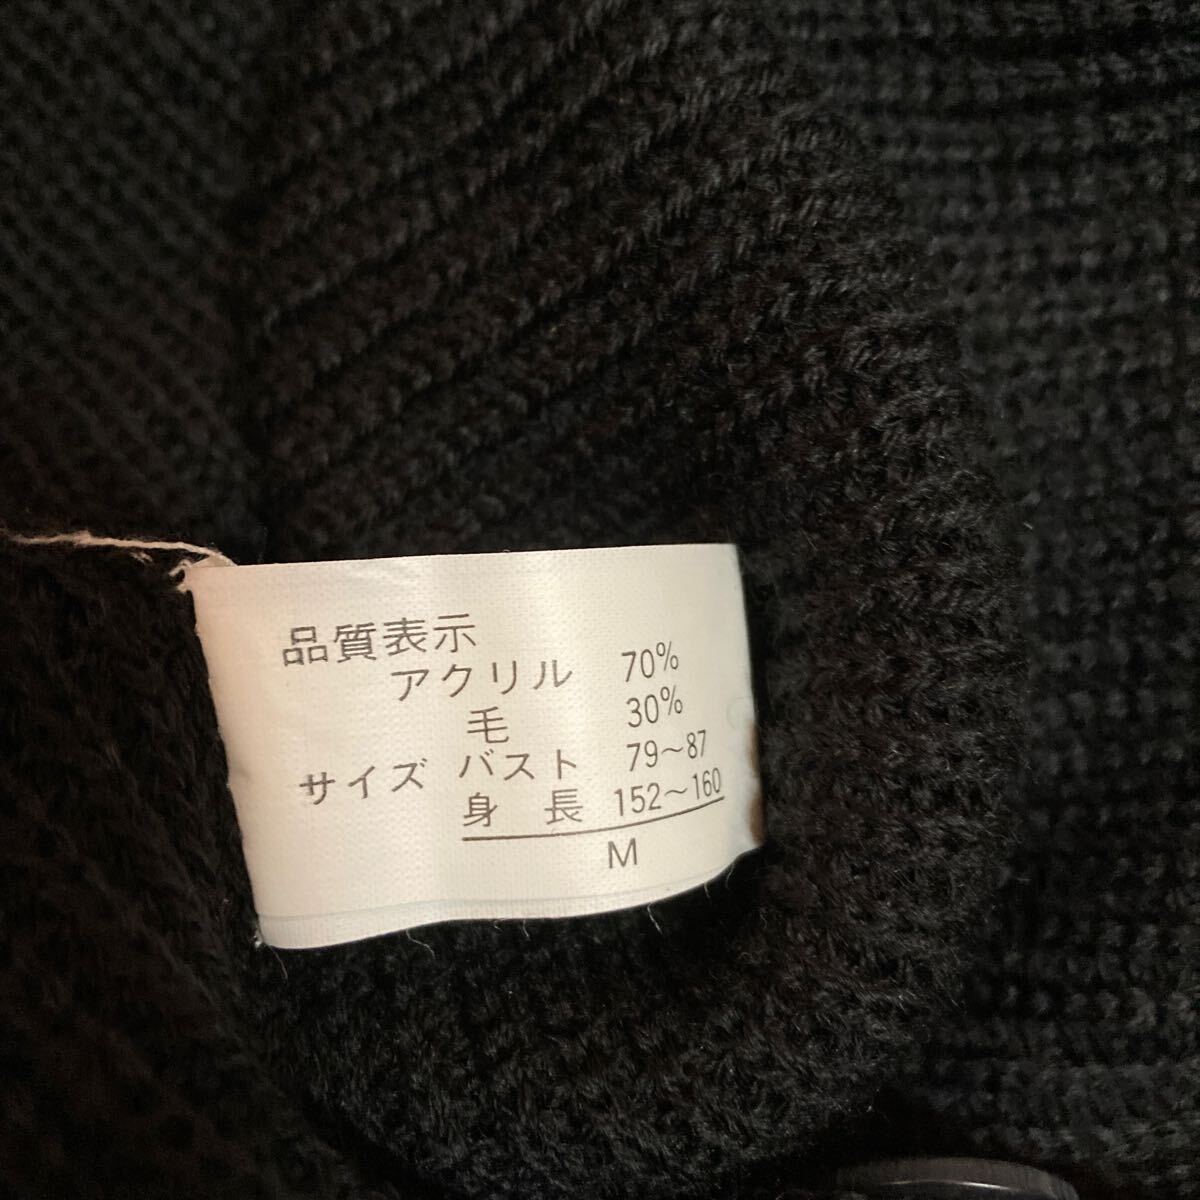 品質表示
アクリル 70%
毛 30%
サイズ バスト 79〜87
身長 152〜160
M